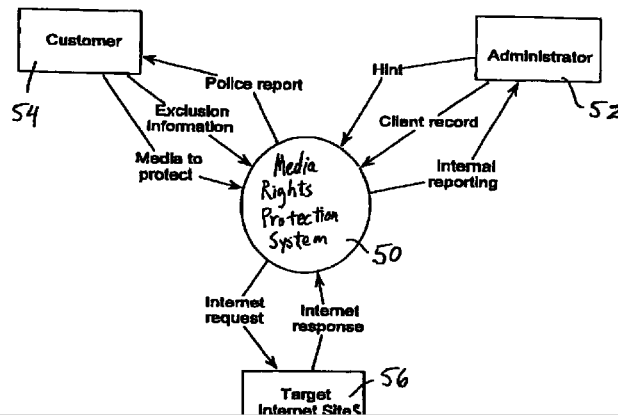 Customer
54
Administrator
52
Police report
Hint
Exclusion
Information
Client record
Media to
protect
Internal
reporting
Media
Rights
Protection
System
50
Internet
request
Internet
response
56
Target
Internet Sites